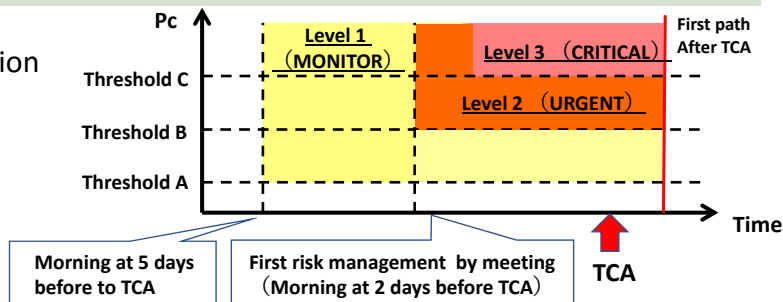 Pc
First path
After TCA
Level 1
（MONITOR）
Level 3 （CRITICAL）
Threshold C
Level 2 （URGENT）
Threshold B
Threshold A
Time
Morning at 5 days
before to TCA
First risk management by meeting
（Morning at 2 days before TCA）
TCA